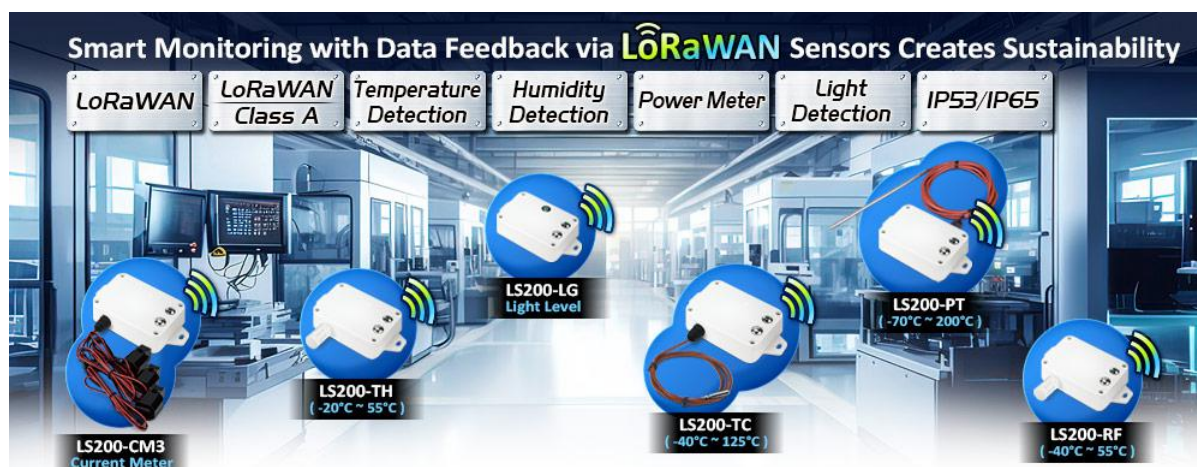 Smart Monitoring with Data Feedback via LoRaWAN Sensors Creates Sustainability
LoRaWAN
LoRaWAN
Class A
Temperature
Detection
Humidity
Detection
Power Meter
Light
Detection
IP53/IP65
LS200-LG
Light Level
LS200-PT
( -70°C ~ 200°C )
LS200-TH
( -20°C ~ 55°C )
LS200-TC
( -40°C ~ 125°C )
LS200-CM3
Current Meter
LS200-RF
( -40°C ~ 55°C )